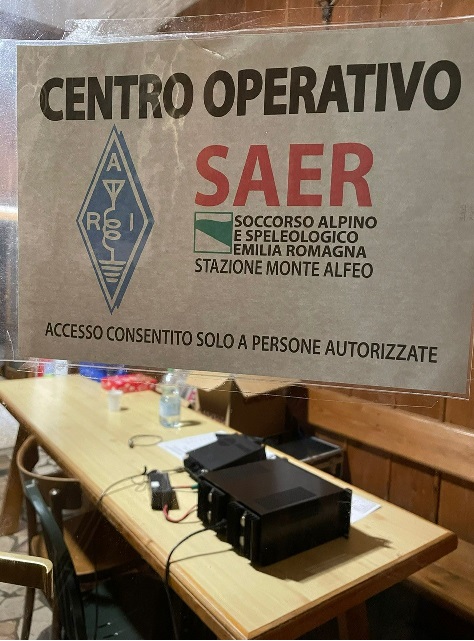 CENTRO OPERATIVO
A
R I
SAER
SOCCORSO ALPINO
E SPELEOLOGICO
EMILIA ROMAGNA
STAZIONE MONTE ALFEO
ACCESSO CONSENTITO SOLO A PERSONE AUTORIZZATE